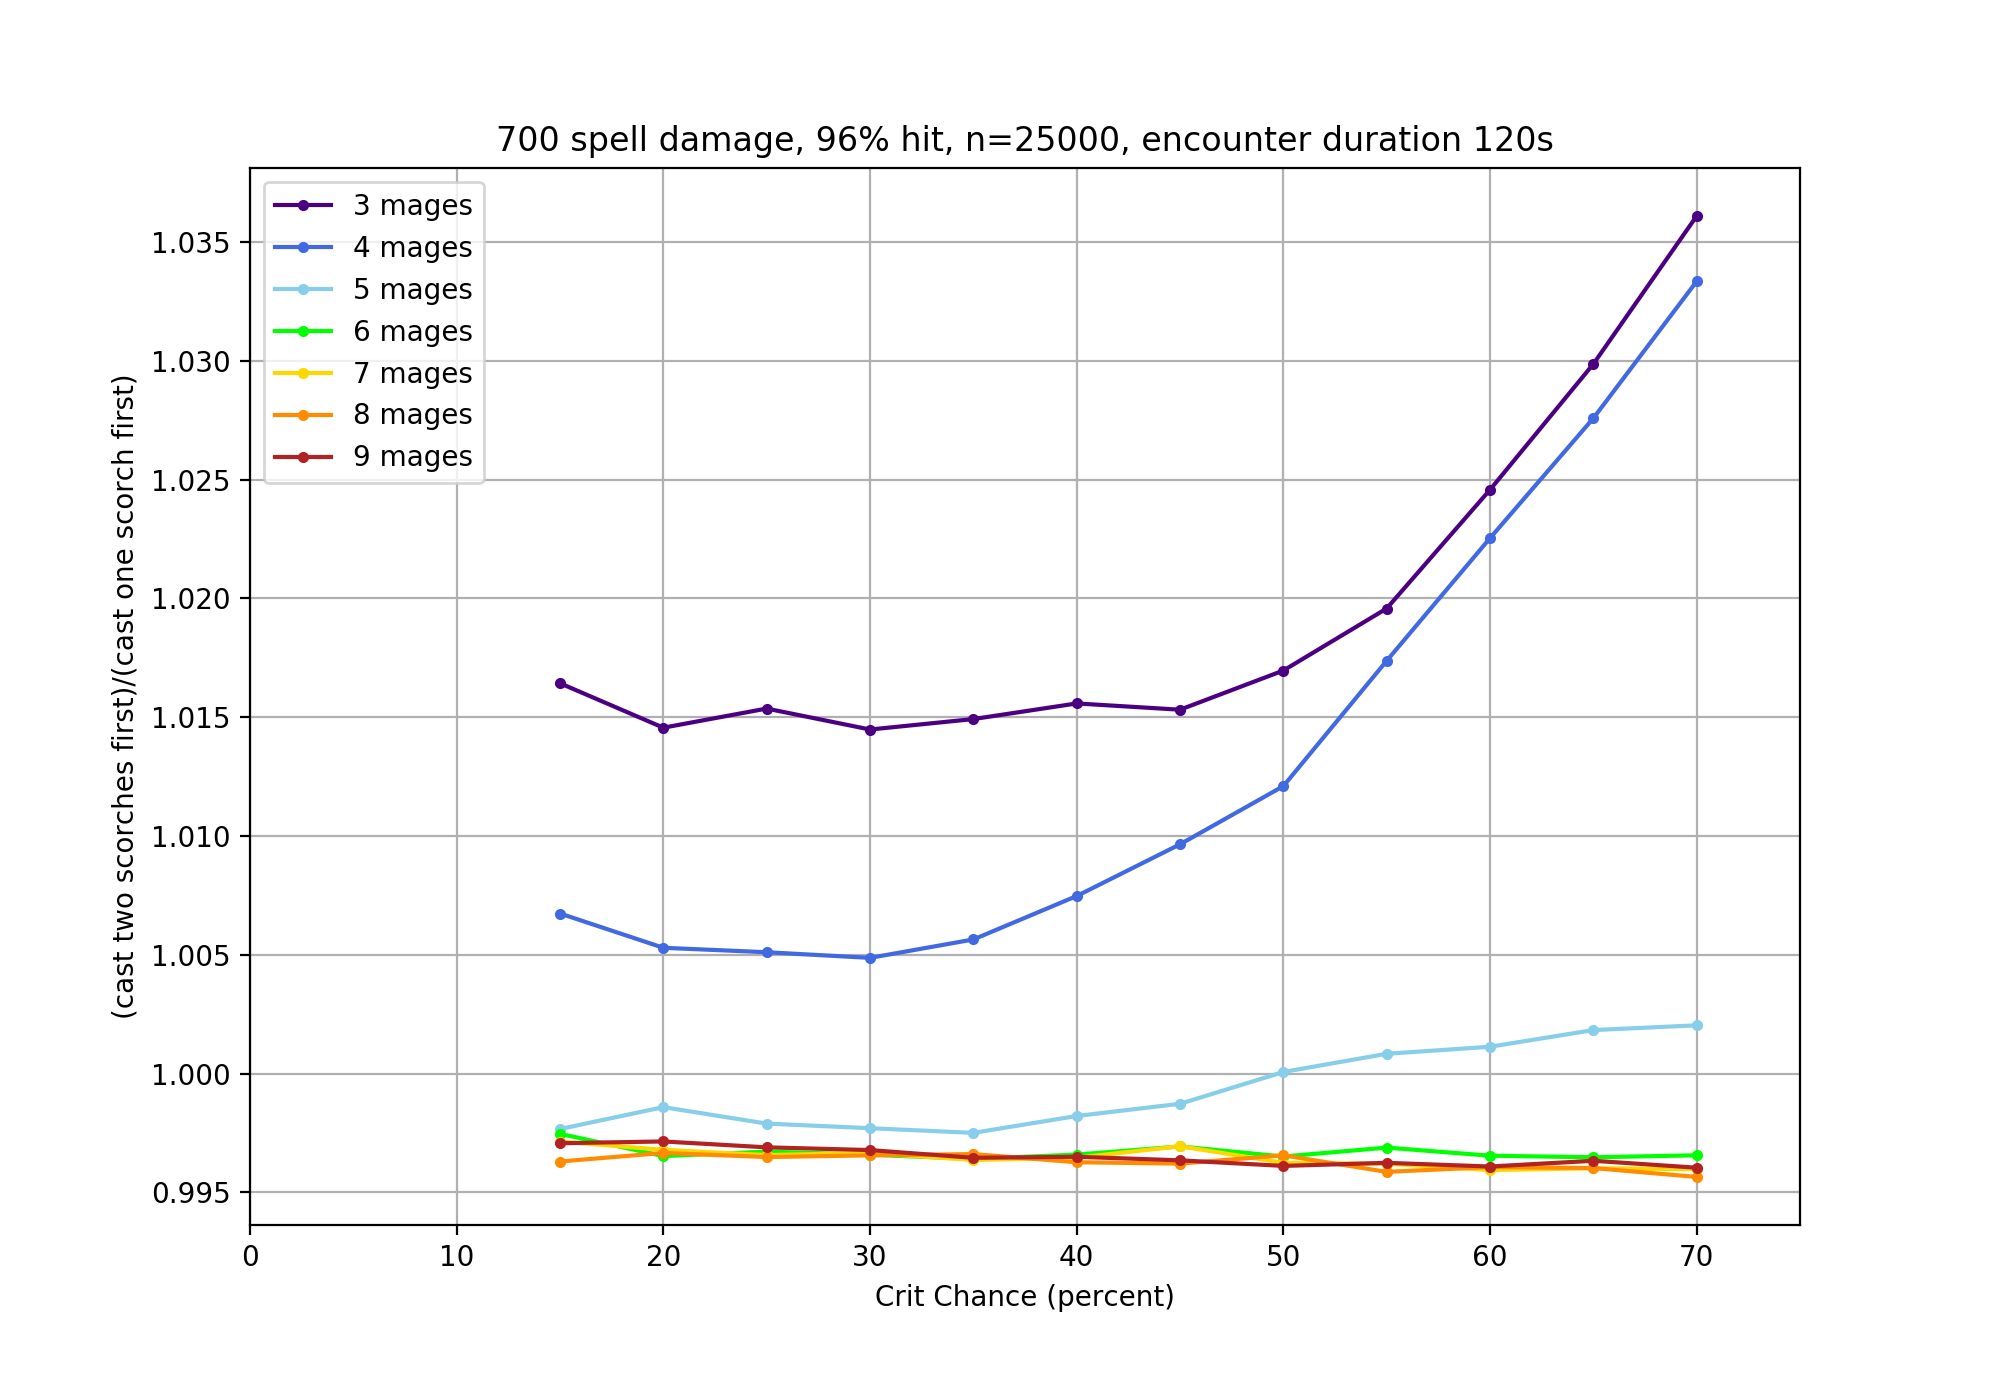 700 spell damage, 96% hit, n=25000, encounter duration 120s
3 mages
4 mages
5 mages
6 mages
7 mages
8 mages
9 mages
(cast two scorches first)/(cast one scorch first)
1.035
1.030
1.025
1.020
1.015
1.010
1.005
1.000
0.995
0 10 20 30 40 50 60 70
Crit Chance (percent)